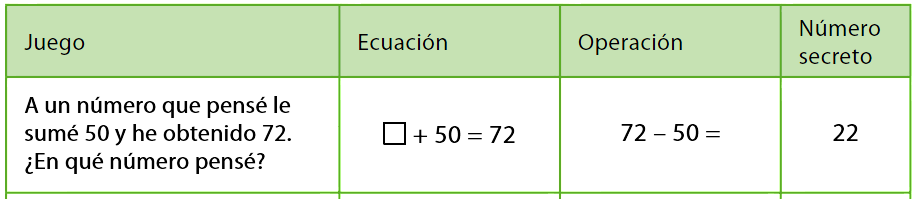 Juego
Ecuación
Operación
Número
secreto
A un número que pensé le
sumé 50 y he obtenido 72.
¿En qué número pensé?
□ + 50 = 72
72 – 50 =
22